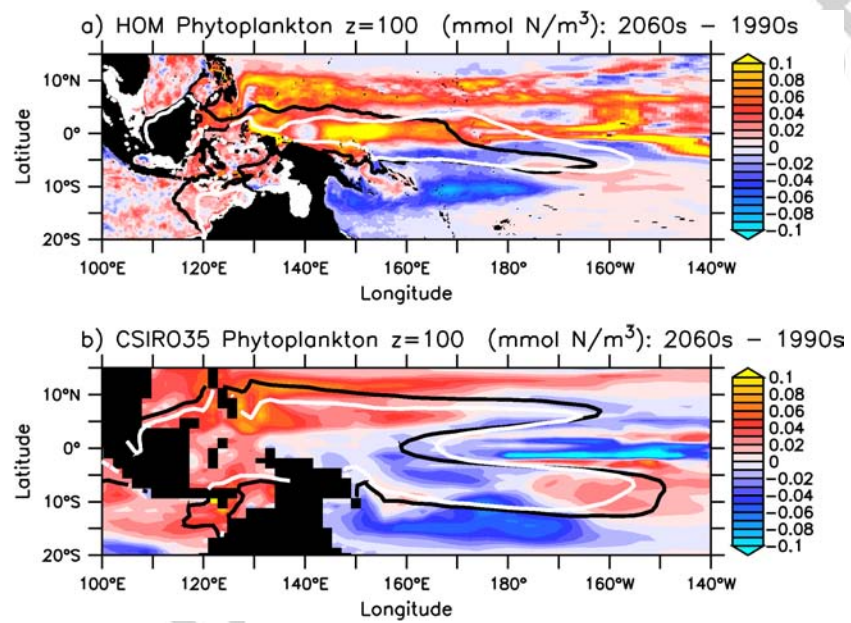 a) HOM Phytoplankton z=100 (mmol N/m³): 2060s – 1990s
10°N
0°
10°S
20°S
Latitude
100°E 120°E 140°E 160°E 180° 160°W 140°W
Longitude
0.1
0.08
0.06
0.04
0.02
0
−0.02
−0.04
−0.06
−0.08
−0.1
b) CSIRO35 Phytoplankton z=100 (mmol N/m³): 2060s – 1990s
10°N
0°
10°S
20°S
Latitude
100°E 120°E 140°E 160°E 180° 160°W 140°W
Longitude
0.1
0.08
0.06
0.04
0.02
0
−0.02
−0.04
−0.06
−0.08
−0.1